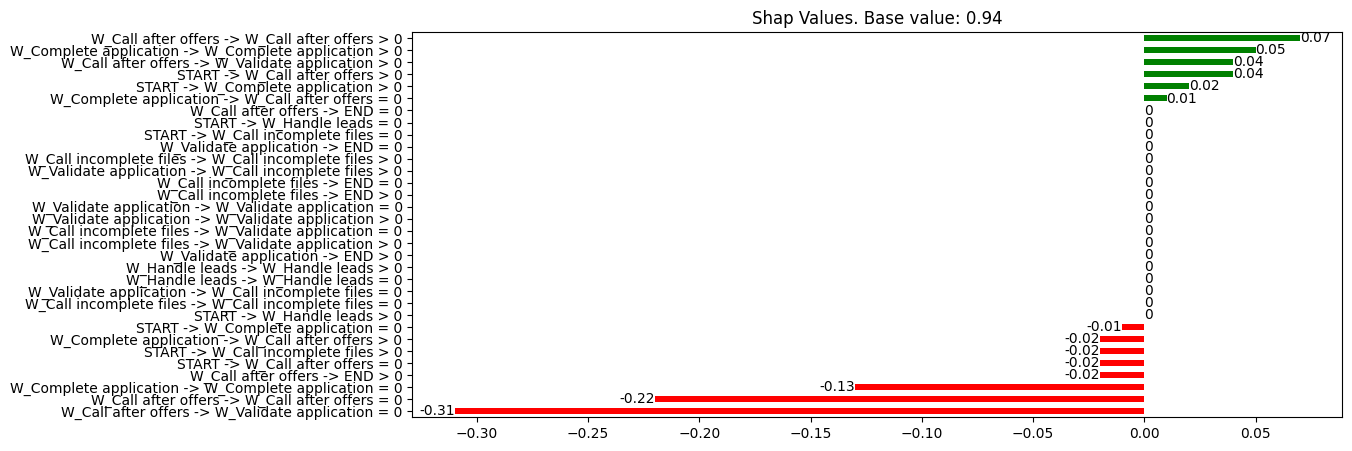 Shap Values. Base value: 0.94
W_Call after offers -> W_Call after offers > 0 0.07
W_Complete application -> W_Complete application > 0 0.05
W_Call after offers -> W_Validate application > 0 0.04
START -> W_Call after offers > 0 0.04
START -> W_Complete application > 0 0.02
W_Complete application -> W_Call after offers = 0 0.01
W_Call after offers -> END = 0 0
START -> W_Handle leads = 0 0
START -> W_Call incomplete files = 0 0
W_Validate application -> END = 0 0
W_Call incomplete files -> W_Call incomplete files > 0 0
W_Validate application -> W_Call incomplete files > 0 0
W_Call incomplete files -> END = 0 0
W_Call incomplete files -> END > 0 0
W_Validate application -> W_Validate application = 0 0
W_Validate application -> W_Validate application > 0 0
W_Call incomplete files -> W_Validate application = 0 0
W_Call incomplete files -> W_Validate application > 0 0
W_Validate application -> END > 0 0
W_Handle leads -> W_Handle leads > 0 0
W_Handle leads -> W_Handle leads = 0 0
W_Validate application -> W_Call incomplete files = 0 0
W_Call incomplete files -> W_Call incomplete files = 0 0
START -> W_Handle leads > 0 0
START -> W_Complete application = 0 -0.01
W_Complete application -> W_Call after offers > 0 -0.02
START -> W_Call incomplete files > 0 -0.02
START -> W_Call after offers = 0 -0.02
W_Call after offers -> END > 0 -0.02
W_Complete application -> W_Complete application = 0 -0.13
W_Call after offers -> W_Call after offers = 0 -0.22
W_Call after offers -> W_Validate application = 0 -0.31
−0.30 −0.25 −0.20 −0.15 −0.10 −0.05 0.00 0.05